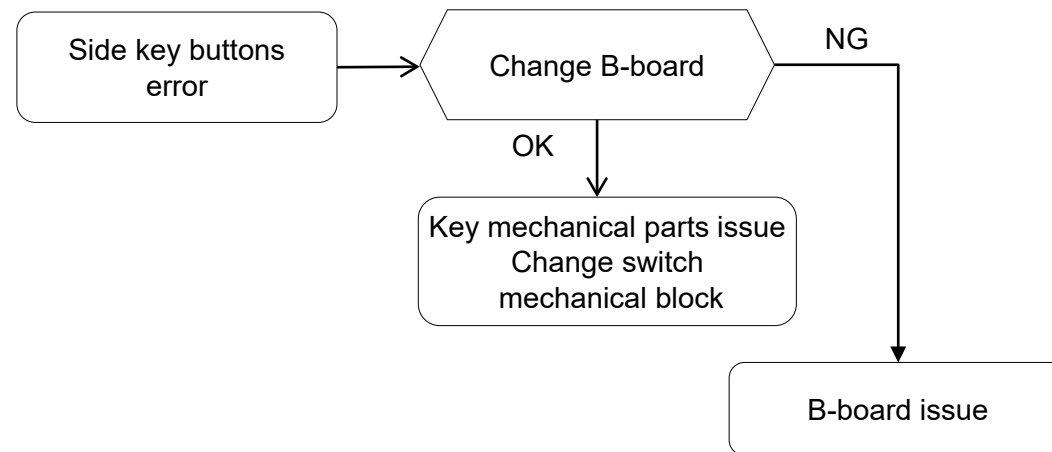 Side key buttons
error
Change B-board
NG
OK
Key mechanical parts issue
Change switch
mechanical block
B-board issue